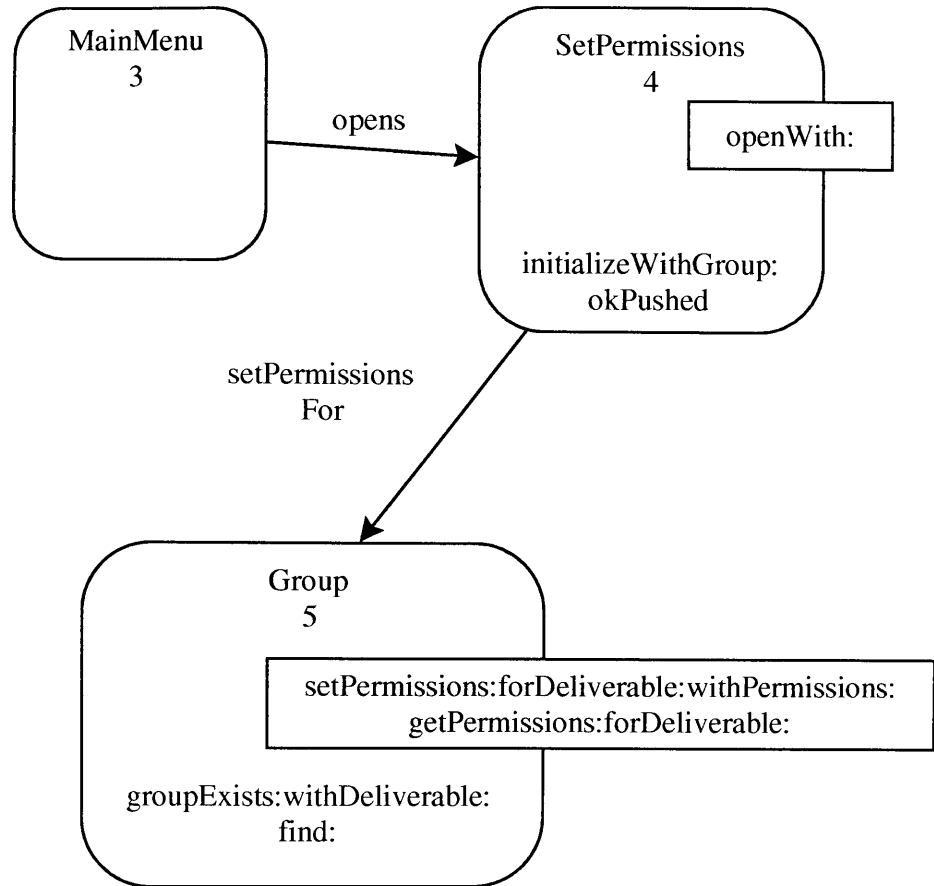 MainMenu
3
opens
SetPermissions
4
openWith:
initializeWithGroup:
okPushed
setPermissions
For
Group
5
setPermissions:forDeliverable:withPermissions:
getPermissions:forDeliverable:
groupExists:withDeliverable:
find: